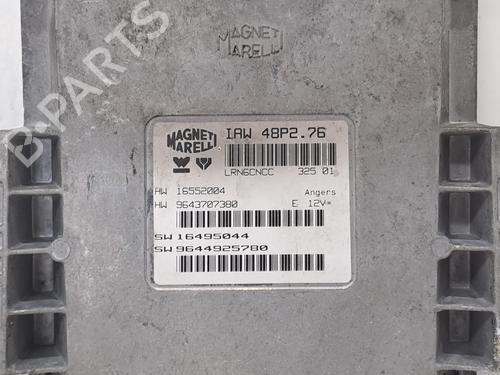 MAGNETI
MARELLI
B-PARTS
MAGNETI
MARELLI
IAW 48P2.76
LRN6CNCC 325 01
HW 16552004 Angers
HW 9643707380 E 12V=
SW 16495044
SW 9644925780